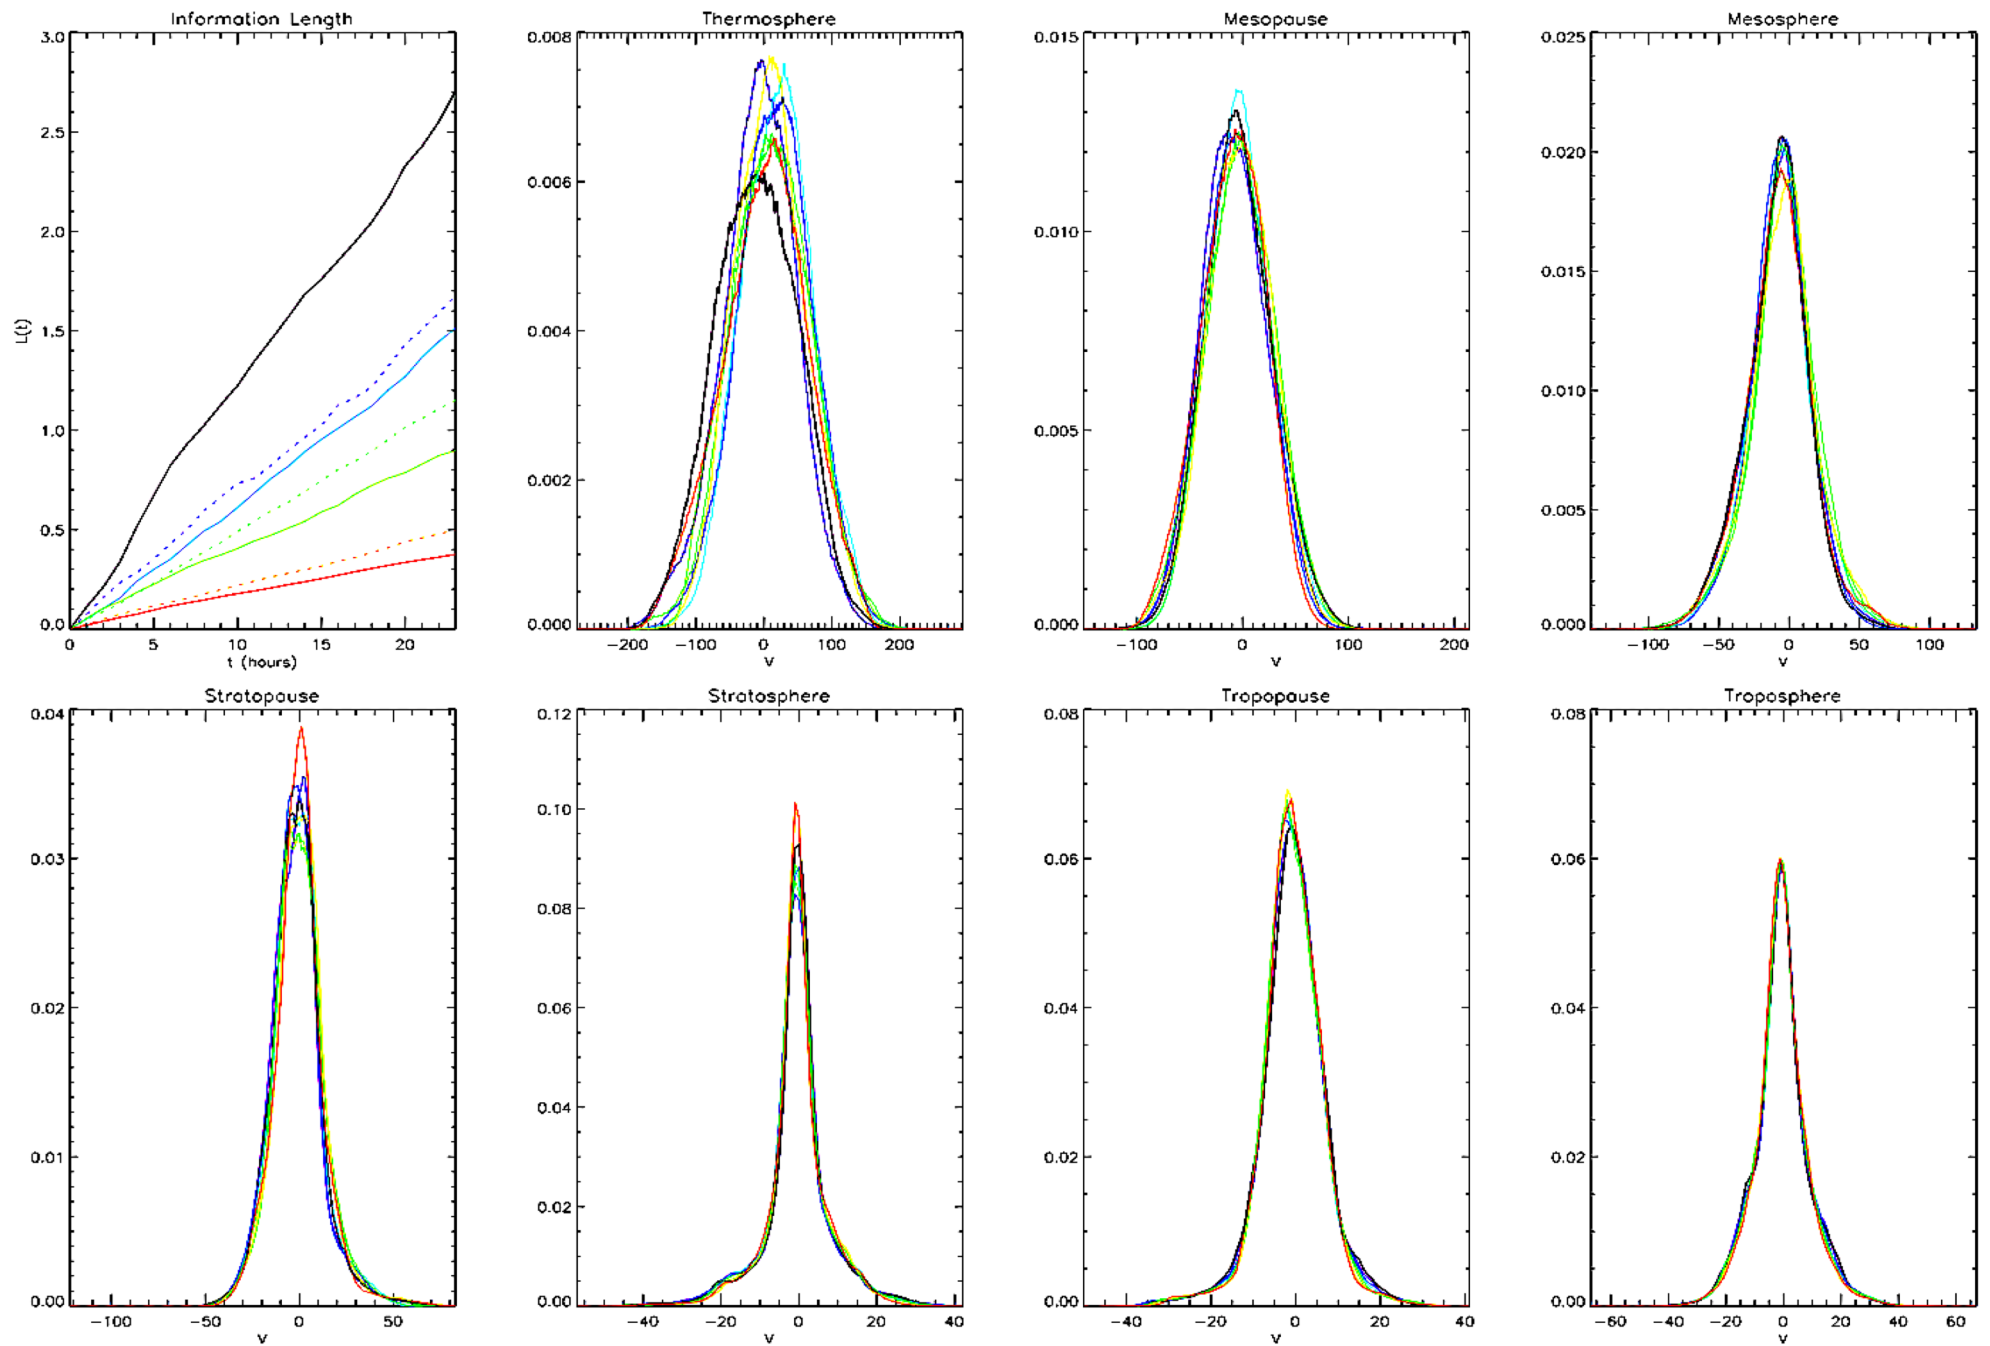 Information Length
3.0
2.5
2.0
1.5
1.0
0.5
0.0
L(t)
0 5 10 15 20
t (hours)
Thermosphere
0.008
0.006
0.004
0.002
0.000
−200 −100 0 100 200
v
Mesopause
0.015
0.010
0.005
0.000
−100 0 100 200
v
Mesosphere
0.025
0.020
0.015
0.010
0.005
0.000
−100 −50 0 50 100
v
Stratopause
0.04
0.03
0.02
0.01
0.00
−100 −50 0 50
v
Stratosphere
0.12
0.10
0.08
0.06
0.04
0.02
0.00
−40 −20 0 20 40
v
Tropopause
0.08
0.06
0.04
0.02
0.00
−40 −20 0 20 40
v
Troposphere
0.08
0.06
0.04
0.02
0.00
−60 −40 −20 0 20 40 60
v